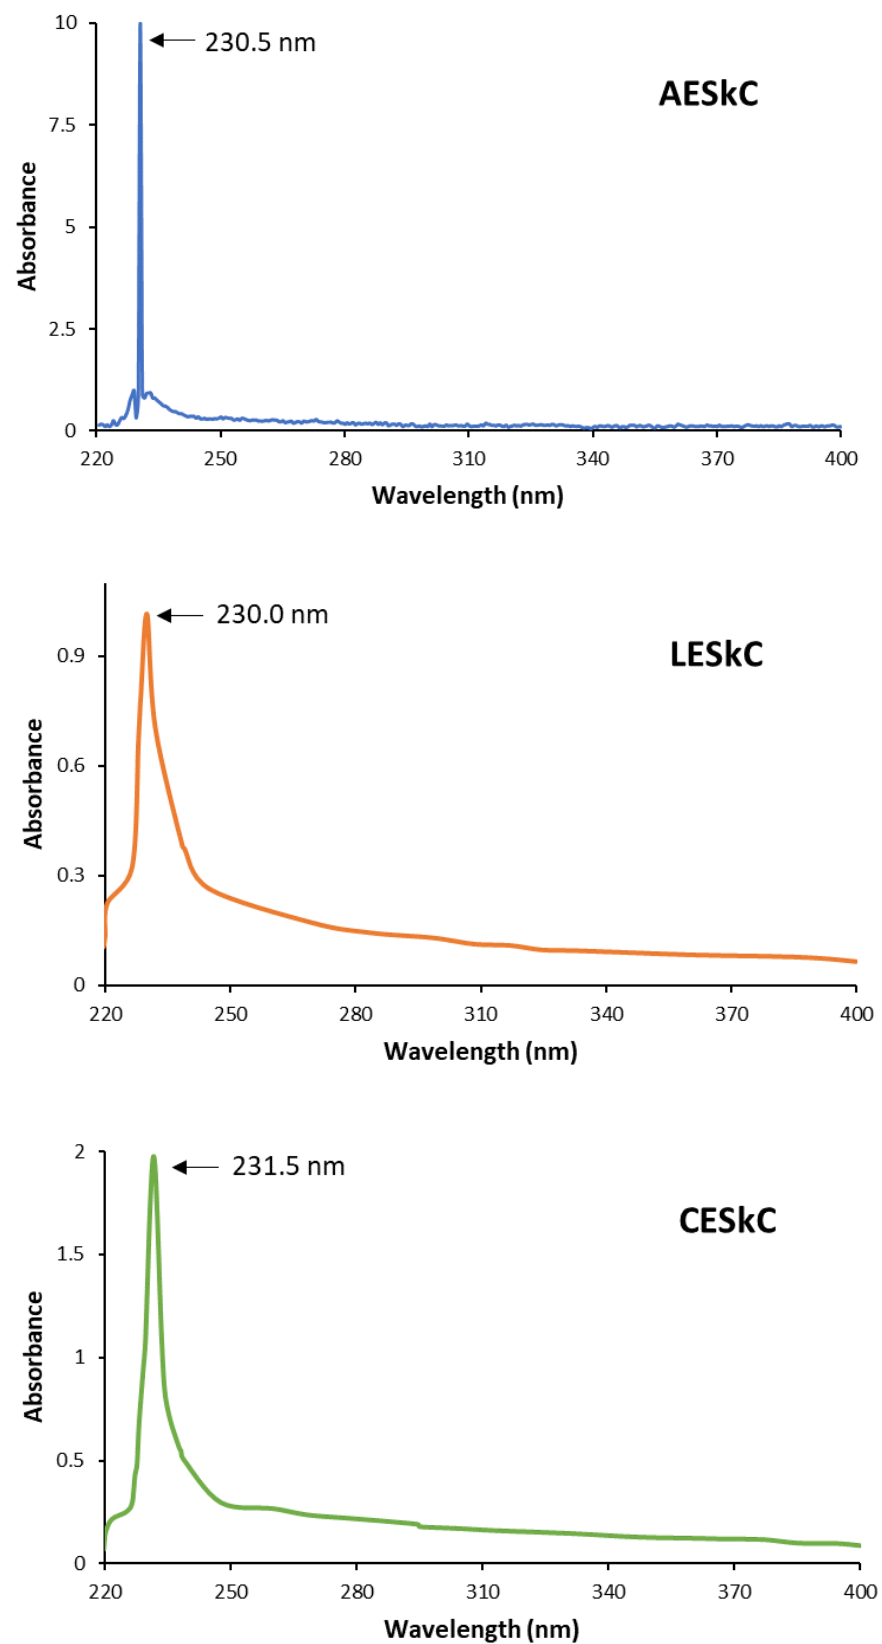 10
230.5 nm
AESkC
7.5
Absorbance
5
2.5
0
220 250 280 310 340 370 400
Wavelength (nm)
230.0 nm
LESkC
0.9
Absorbance
0.6
0.3
0
220 250 280 310 340 370 400
Wavelength (nm)
2
231.5 nm
CESkC
1.5
Absorbance
1
0.5
0
220 250 280 310 340 370 400
Wavelength (nm)